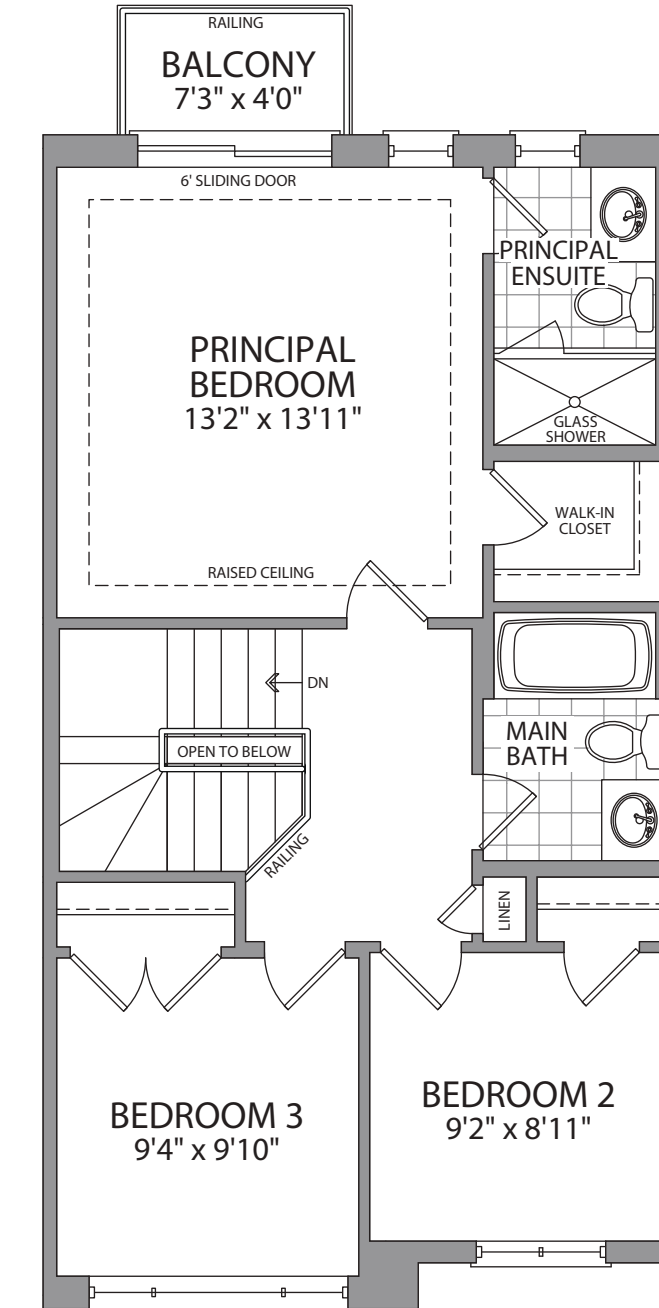 RAILING
BALCONY
7'3" x 4'0"
6' SLIDING DOOR
PRINCIPAL
ENSUITE
PRINCIPAL
BEDROOM
13'2" x 13'11"
GLASS
SHOWER
WALK-IN
CLOSET
RAISED CEILING
DN
OPEN TO BELOW
MAIN
BATH
RAILING
LINEN
BEDROOM 3
9'4" x 9'10"
BEDROOM 2
9'2" x 8'11"